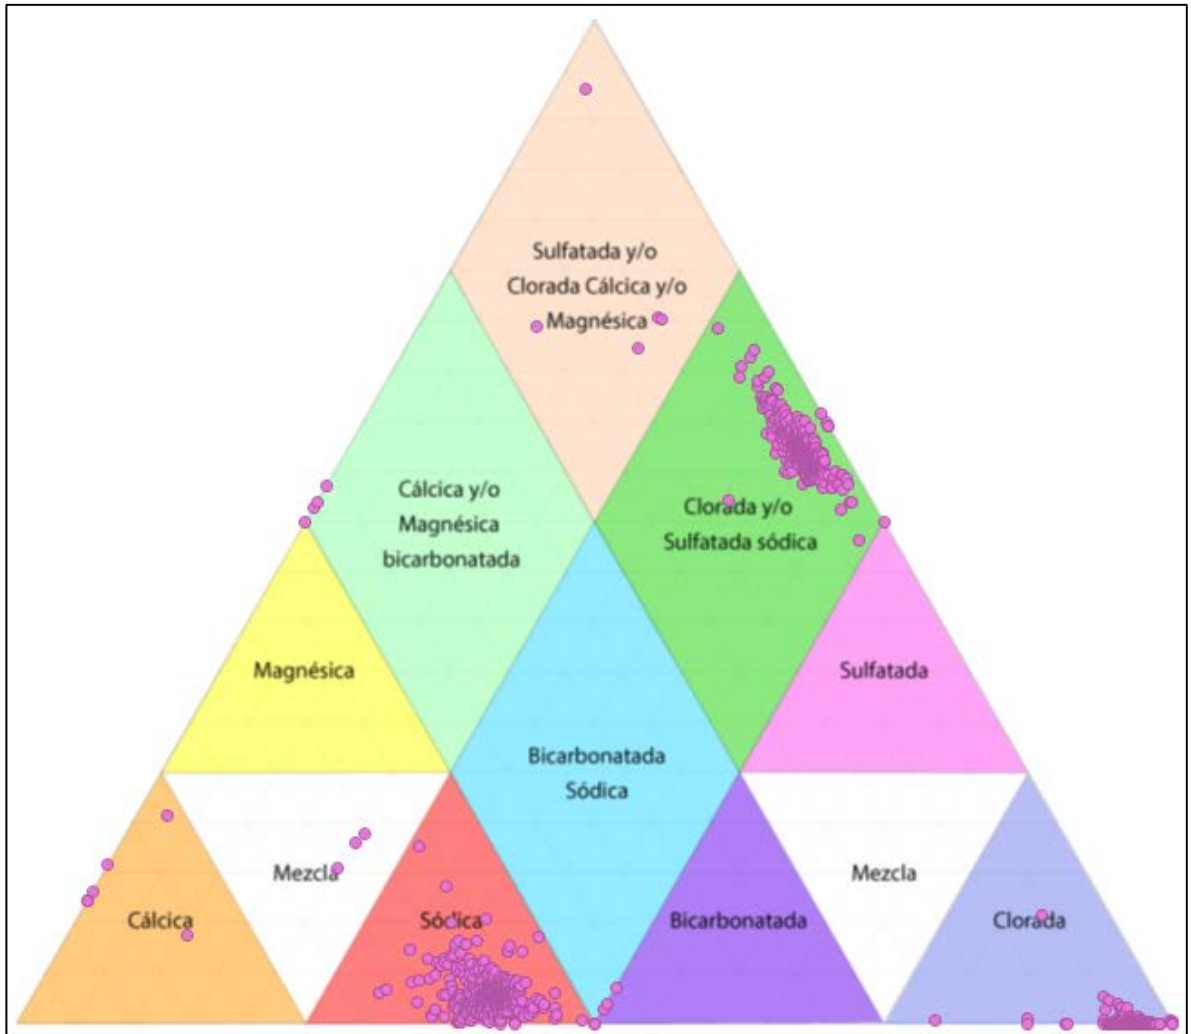 Sulfatada y/o
Clorada Cálcica y/o
Magnésica
Cálcica y/o
Magnésica
bicarbonatada
Clorada y/o
Sulfatada sódica
Magnésica
Sulfatada
Bicarbonatada
Sódica
Mezcla
Mezcla
Cálcica
Sódica
Bicarbonatada
Clorada